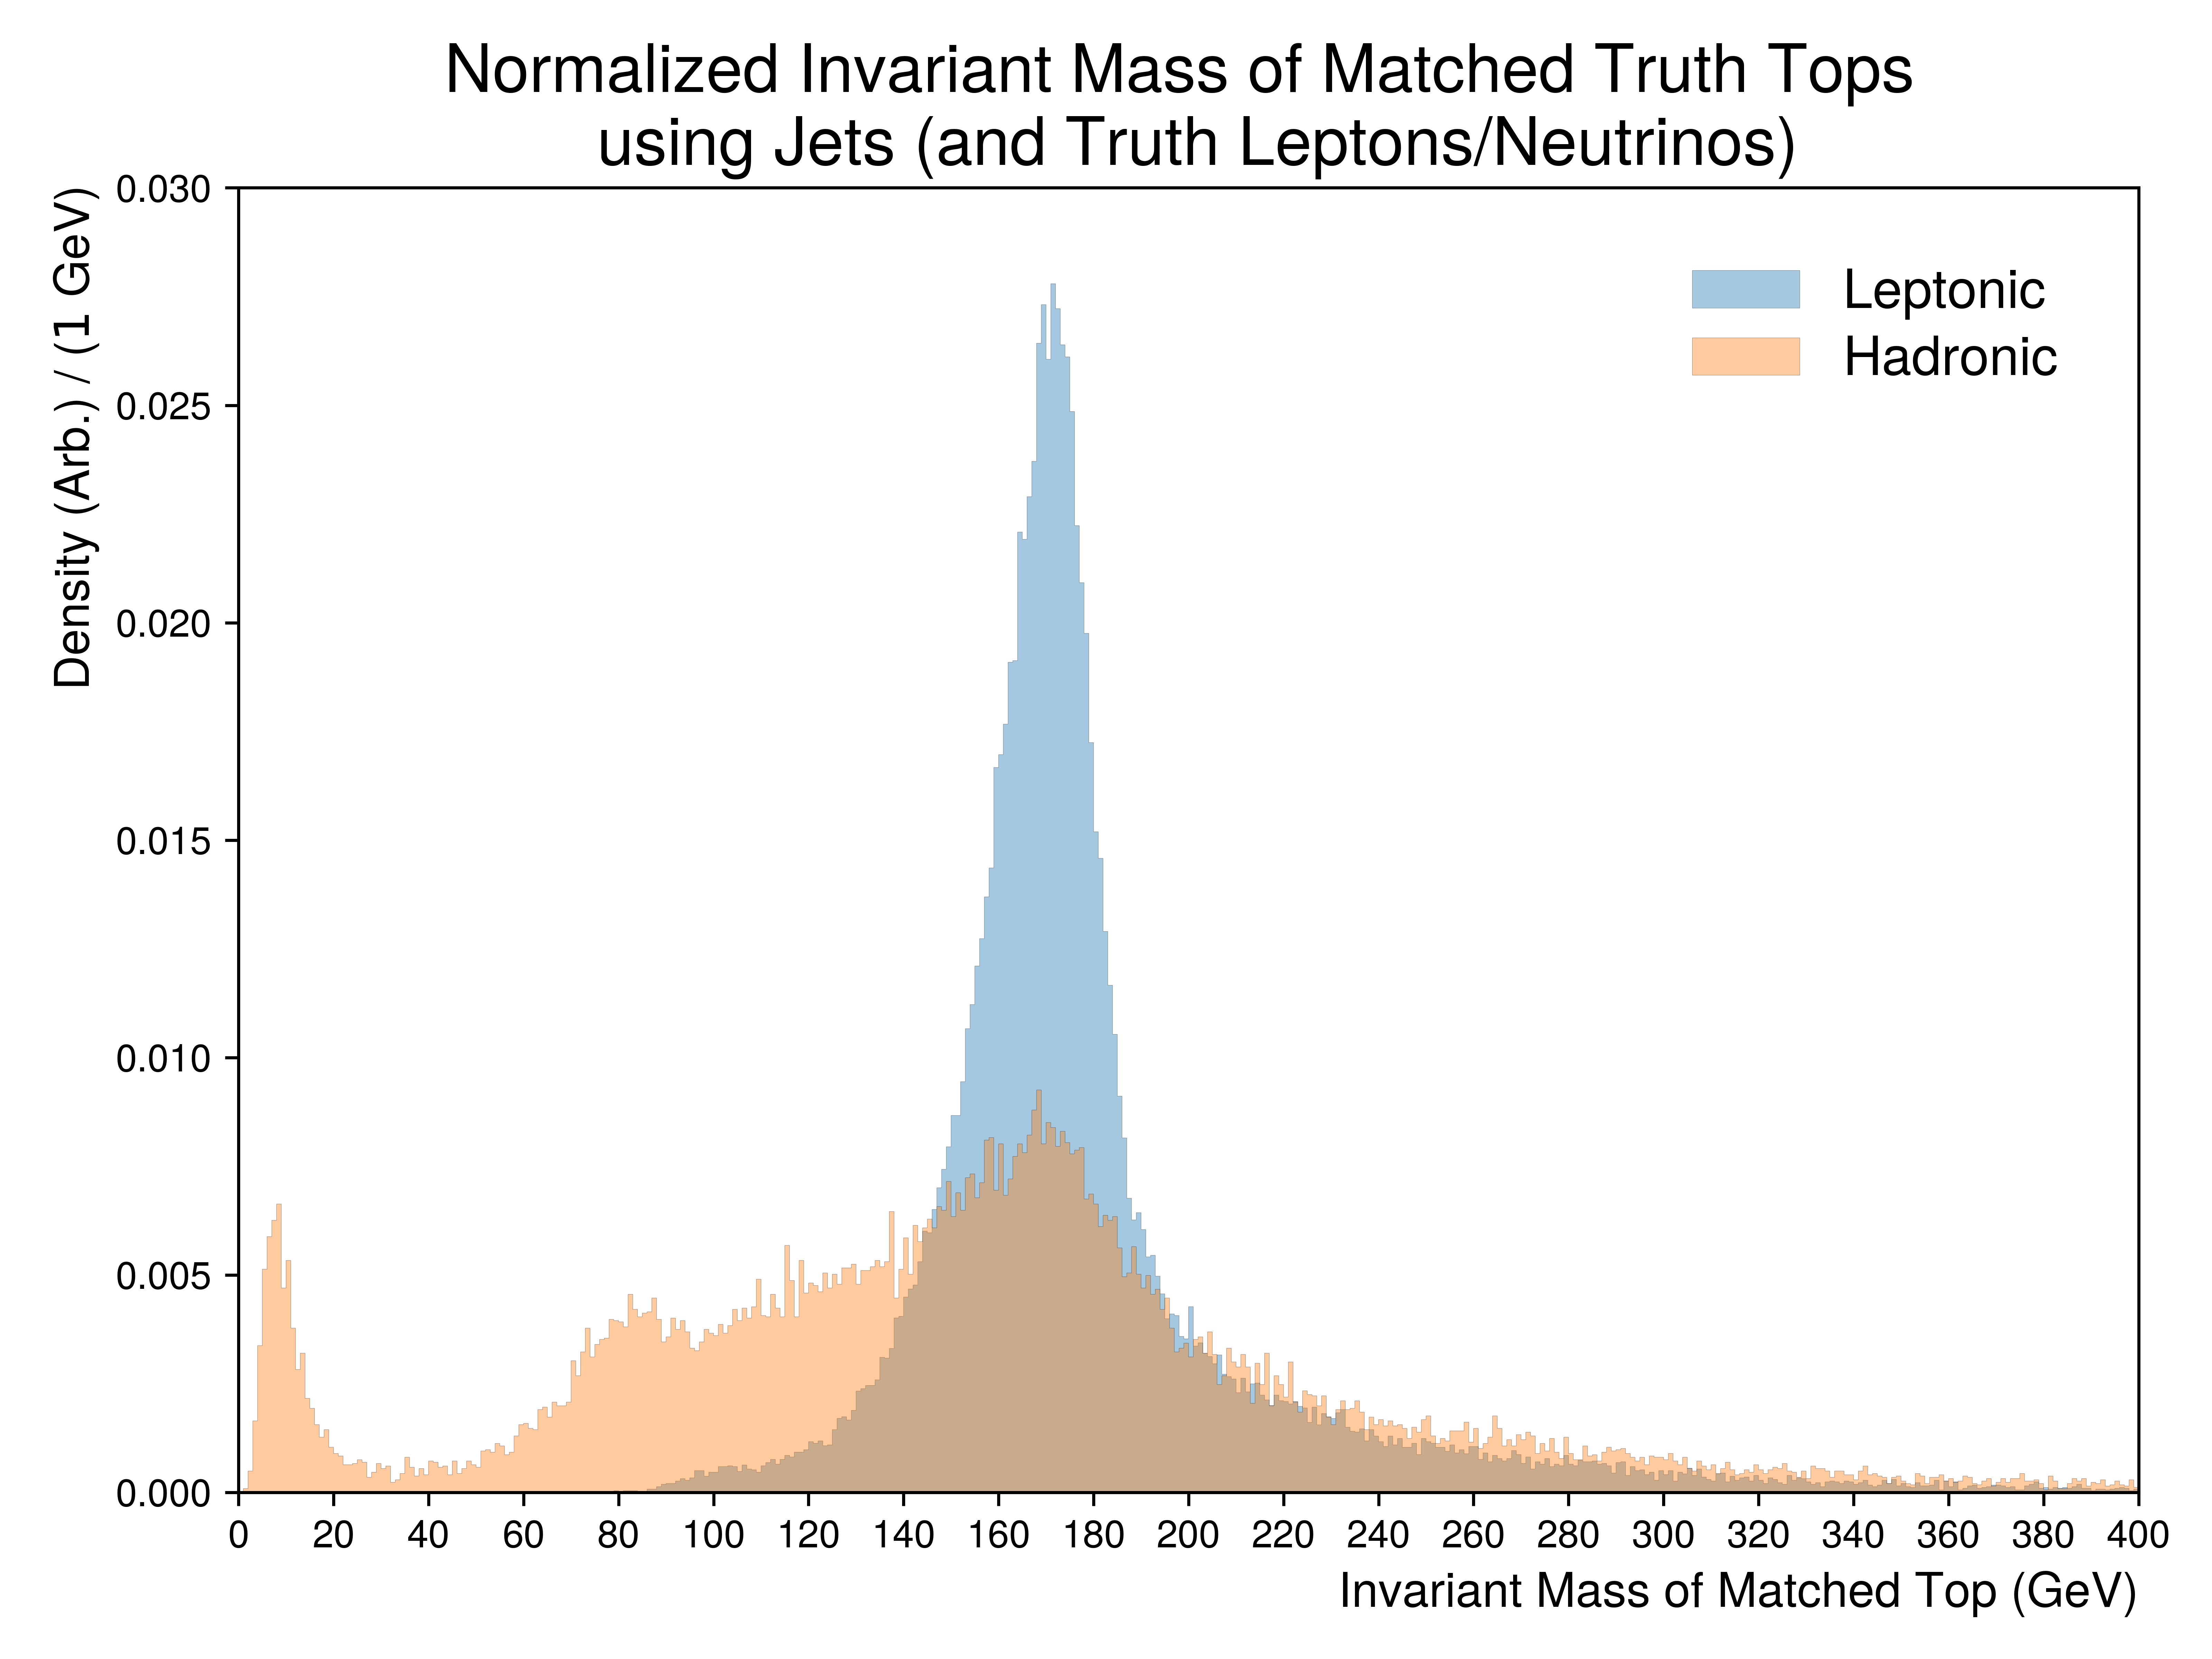 Normalized Invariant Mass of Matched Truth Tops
using Jets (and Truth Leptons/Neutrinos)
Density (Arb.) / (1 GeV)
0.030
0.025
0.020
0.015
0.010
0.005
0.000
Leptonic
Hadronic
0 20 40 60 80 100 120 140 160 180 200 220 240 260 280 300 320 340 360 380 400
Invariant Mass of Matched Top (GeV)